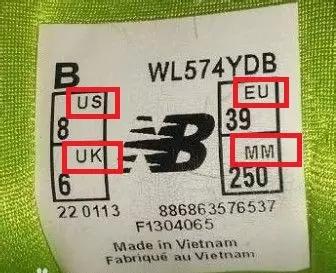 B WL574YDB
US EU
8 39
UK MM
6 250
22 0113 886863576537
F1304065
Made in Vietnam
Fabriqué au Vietnam